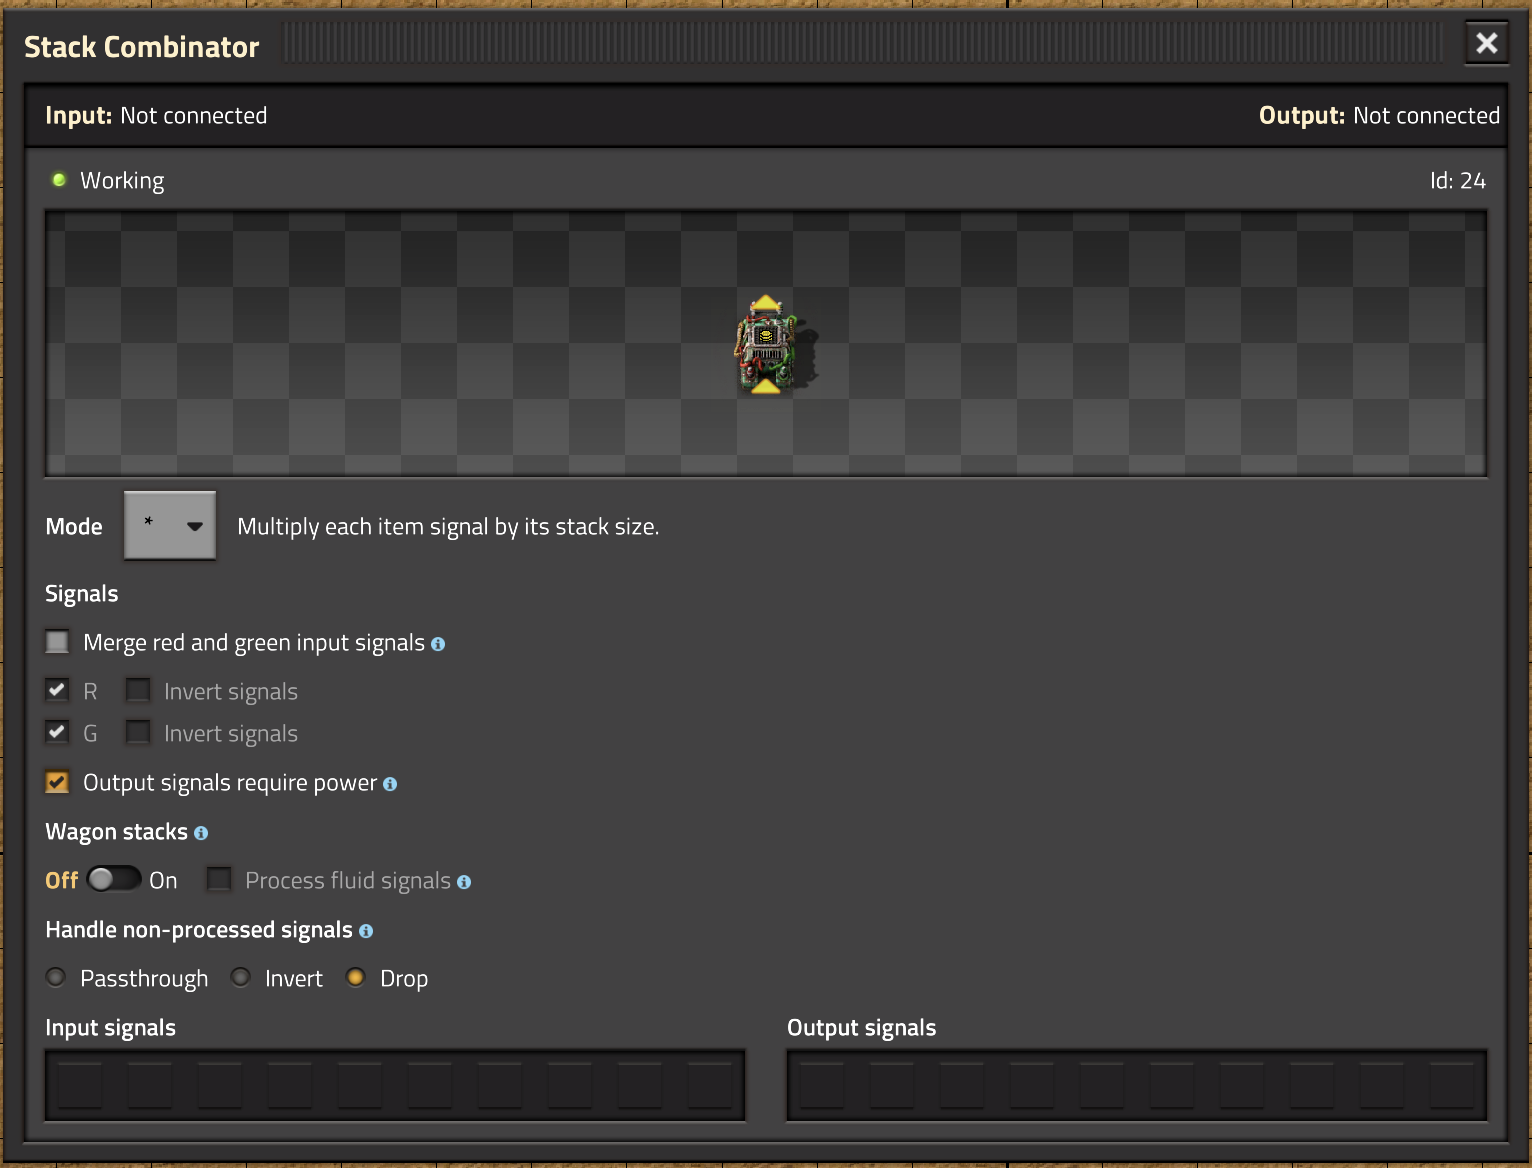 Stack Combinator
Input: Not connected Output: Not connected
Working Id: 24
Mode * Multiply each item signal by its stack size.
Signals
Merge red and green input signals
R Invert signals
G Invert signals
Output signals require power
Wagon stacks
Off On Process fluid signals
Handle non-processed signals
Passthrough Invert Drop
Input signals Output signals